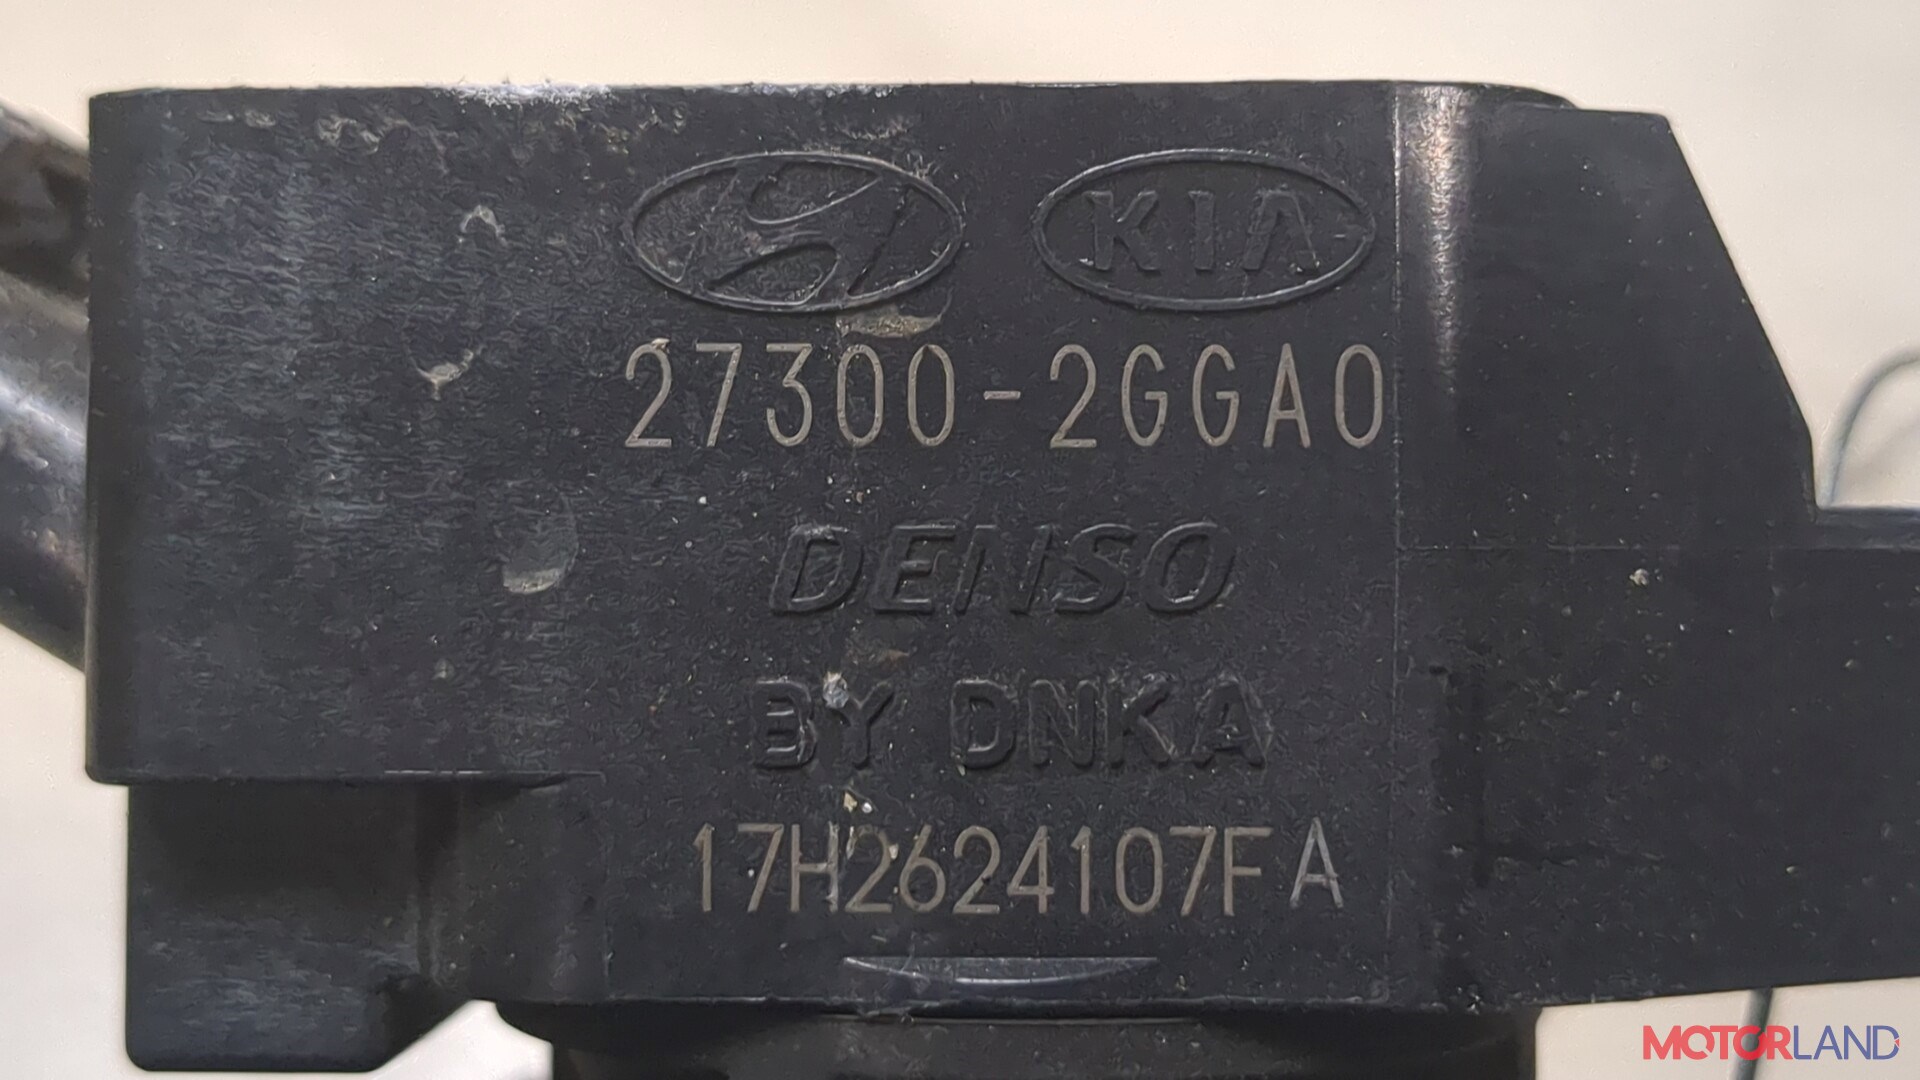 KIA
27300-2GGA0
DENSO
BY DNKA
17H2624107FA
MOTORLAND